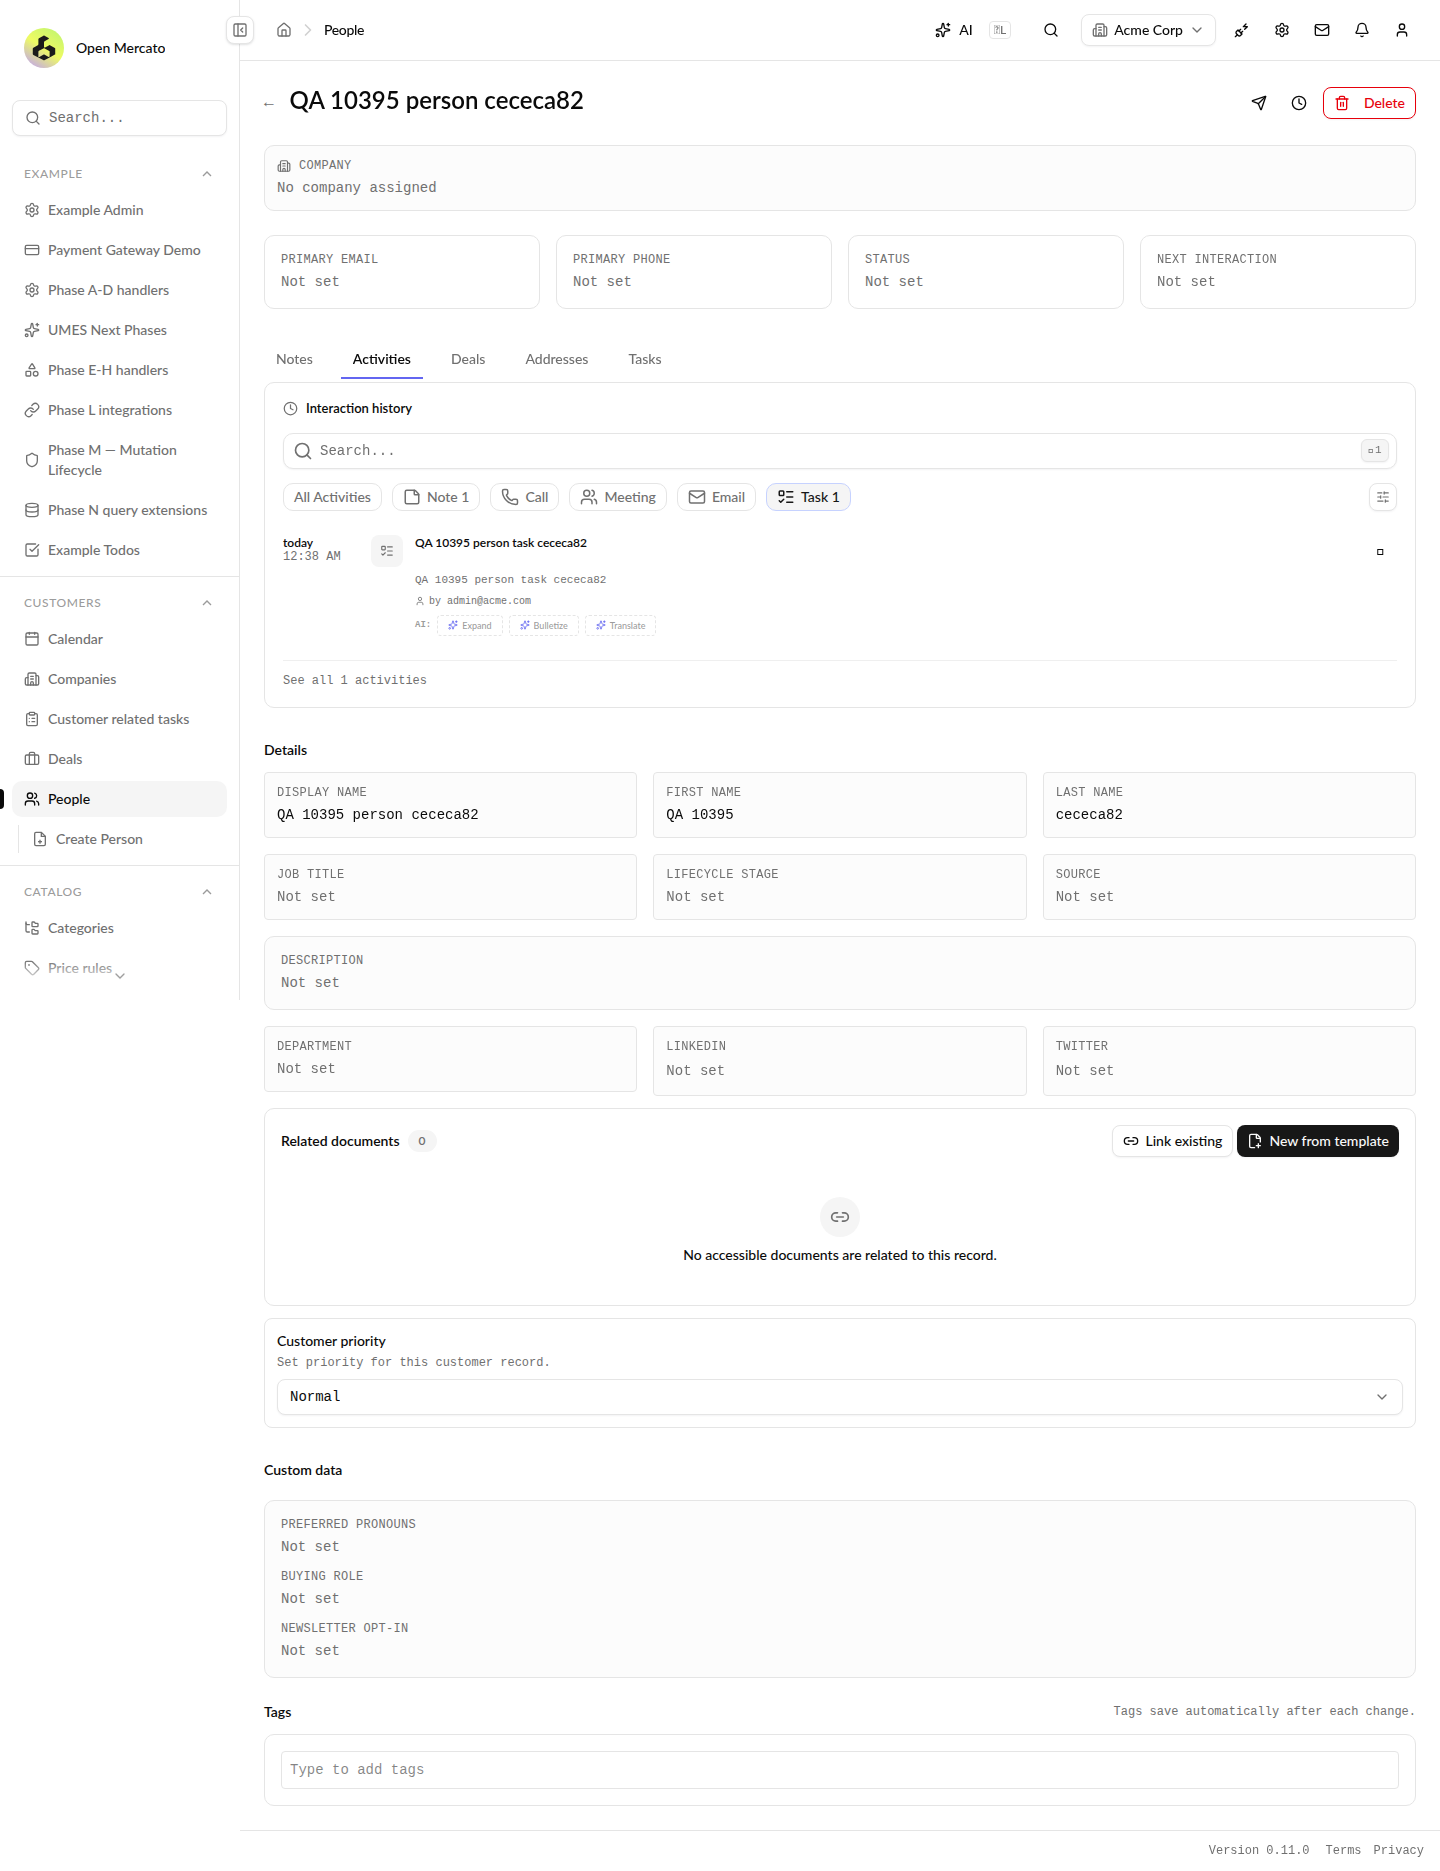 Open Mercato
Search...
EXAMPLE
Example Admin
Payment Gateway Demo
Phase A-D handlers
UMES Next Phases
Phase E-H handlers
Phase L integrations
Phase M — Mutation
Lifecycle
Phase N query extensions
Example Todos
CUSTOMERS
Calendar
Companies
Customer related tasks
Deals
People
Create Person
CATALOG
Categories
Price rules
People
AI
L
Acme Corp
← QA 10395 person cececa82
Delete
COMPANY
No company assigned
PRIMARY EMAIL
Not set
PRIMARY PHONE
Not set
STATUS
Not set
NEXT INTERACTION
Not set
Notes Activities Deals Addresses Tasks
Interaction history
Search...
1
All Activities Note 1 Call Meeting Email Task 1
today
12:38 AM
QA 10395 person task cececa82
QA 10395 person task cececa82
by admin@acme.com
AI: Expand Bulletize Translate
See all 1 activities
Details
DISPLAY NAME
QA 10395 person cececa82
FIRST NAME
QA 10395
LAST NAME
cececa82
JOB TITLE
Not set
LIFECYCLE STAGE
Not set
SOURCE
Not set
DESCRIPTION
Not set
DEPARTMENT
Not set
LINKEDIN
Not set
TWITTER
Not set
Related documents 0
Link existing
New from template
No accessible documents are related to this record.
Customer priority
Set priority for this customer record.
Normal
Custom data
PREFERRED PRONOUNS
Not set
BUYING ROLE
Not set
NEWSLETTER OPT-IN
Not set
Tags
Tags save automatically after each change.
Type to add tags
Version 0.11.0 Terms Privacy